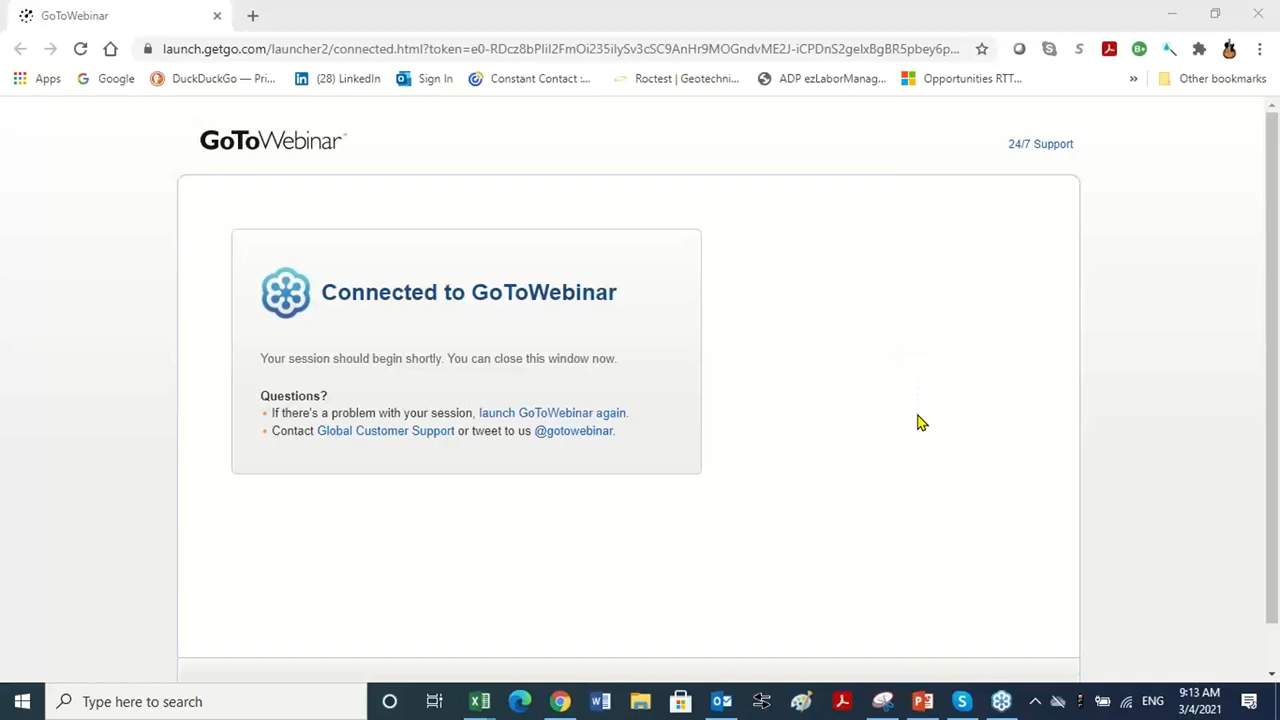 GoToWebinar
launch.getgo.com/launcher2/connected.html?token=e0-RDcz8bPIiI2FmOi235iIySv3cSC9AnHr9MOGndvME2J-iCPDnS2geIxBgBR5pbey6p...
Apps Google DuckDuckGo — Pri... (28) LinkedIn Sign In Constant Contact :... Roctest | Geotechni... ADP ezLaborManag... Opportunities RTT... » Other bookmarks
GoToWebinar
24/7 Support
Connected to GoToWebinar
Your session should begin shortly. You can close this window now.
Questions?
If there's a problem with your session, launch GoToWebinar again.
Contact Global Customer Support or tweet to us @gotowebinar.
Type here to search
ENG
9:13 AM
3/4/2021